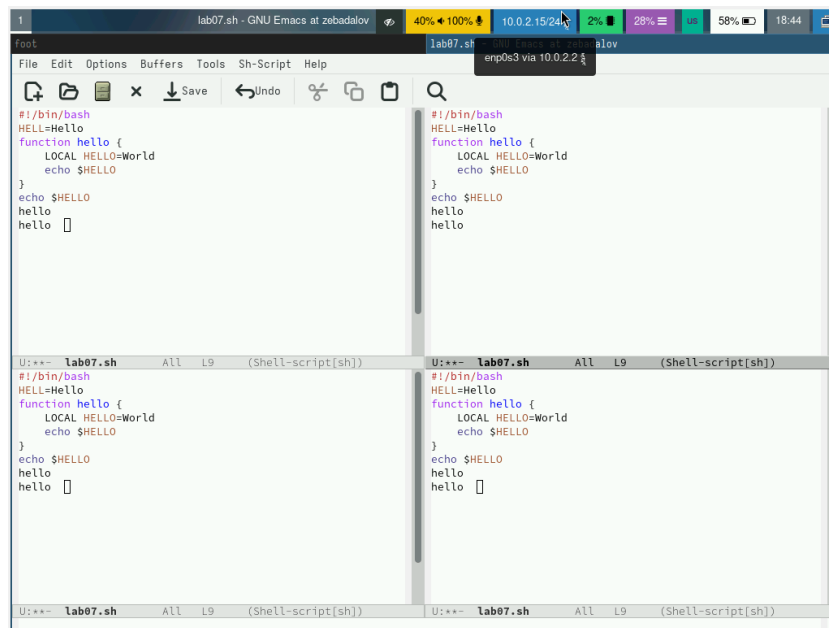 1 lab07.sh - GNU Emacs at zebadalov 40% 100% 10.0.2.15/24 2% 28% us 58% 18:44
foot lab07.sh - GNU Emacs at zebadalov
enp0s3 via 10.0.2.2
File Edit Options Buffers Tools Sh-Script Help
Save Undo
#!/bin/bash
HELL=Hello
function hello {
LOCAL HELLO=World
echo $HELLO
}
echo $HELLO
hello
hello
U:**- lab07.sh All L9 (Shell-script[sh])
#!/bin/bash
HELL=Hello
function hello {
LOCAL HELLO=World
echo $HELLO
}
echo $HELLO
hello
hello
U:**- lab07.sh All L9 (Shell-script[sh])
#!/bin/bash
HELL=Hello
function hello {
LOCAL HELLO=World
echo $HELLO
}
echo $HELLO
hello
hello
U:**- lab07.sh All L9 (Shell-script[sh])
#!/bin/bash
HELL=Hello
function hello {
LOCAL HELLO=World
echo $HELLO
}
echo $HELLO
hello
hello
U:**- lab07.sh All L9 (Shell-script[sh])